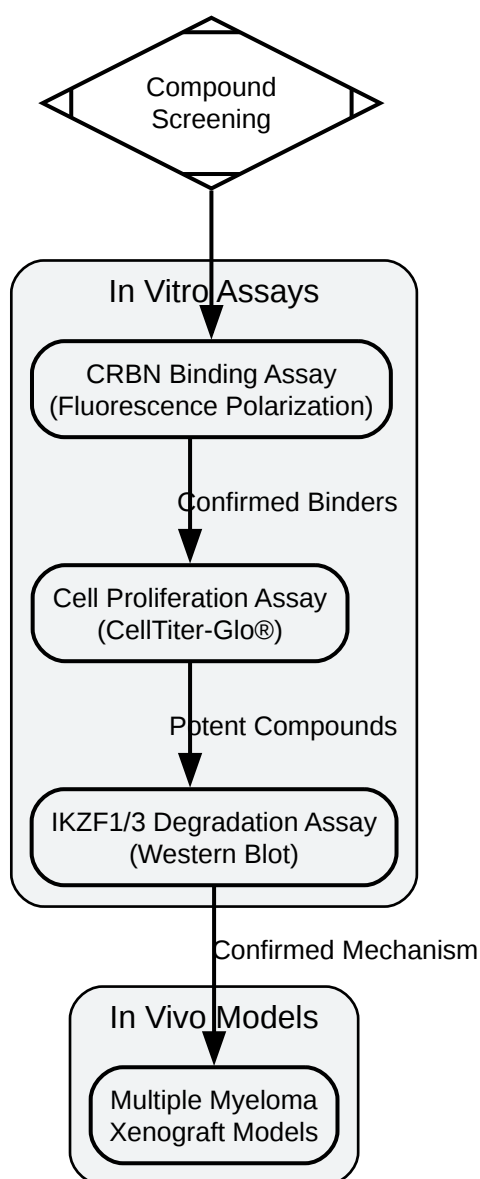 Compound
Screening
In Vitro Assays
CRBN Binding Assay
(Fluorescence Polarization)
Confirmed Binders
Cell Proliferation Assay
(CellTiter-Glo®)
Potent Compounds
IKZF1/3 Degradation Assay
(Western Blot)
Confirmed Mechanism
In Vivo Models
Multiple Myeloma
Xenograft Models